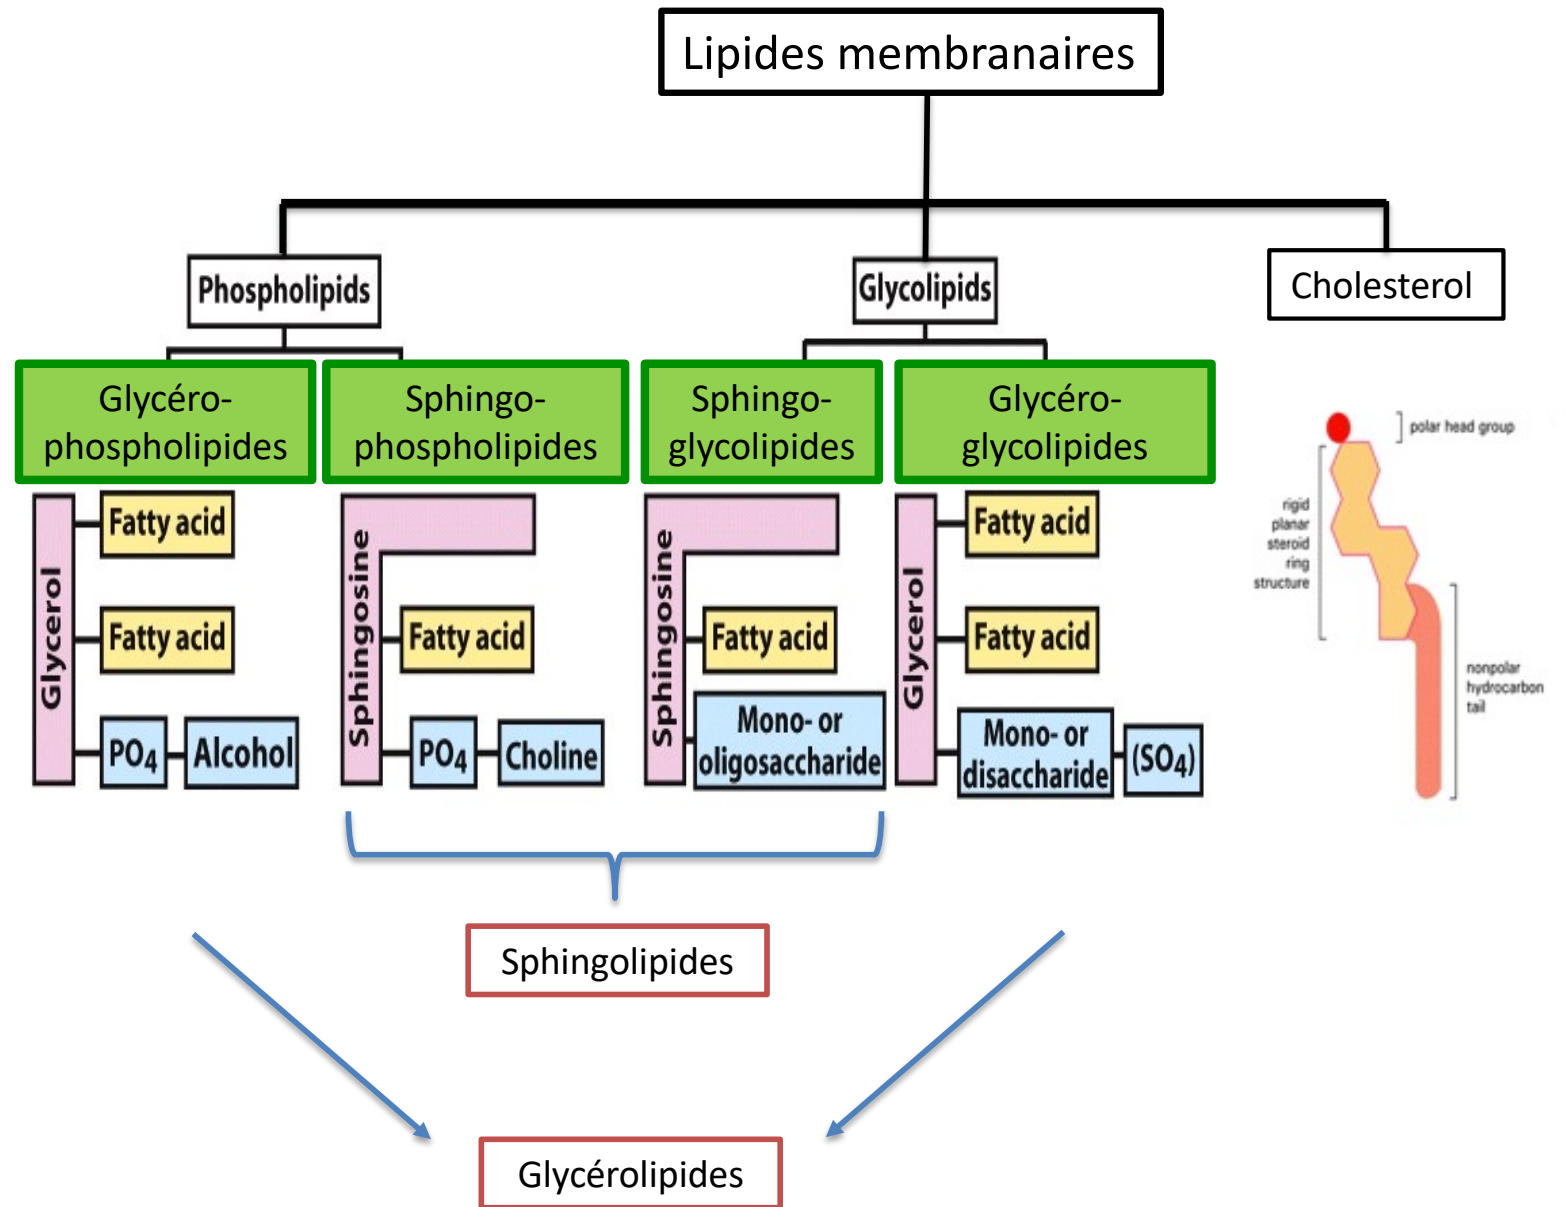 Lipides membranaires
Phospholipids
Glycolipids
Cholesterol
Glycéro-
phospholipides
Sphingo-
phospholipides
Sphingo-
glycolipides
Glycéro-
glycolipides
Glycerol
Fatty acid
Fatty acid
PO4
Alcohol
Sphingosine
Fatty acid
PO4
Choline
Sphingosine
Fatty acid
Mono- or
oligosaccharide
Glycerol
Fatty acid
Fatty acid
Mono- or
disaccharide
(SO4)
polar head group
rigid
planar
steroid
ring
structure
nonpolar
hydrocarbon
tail
Sphingolipides
Glycérolipides